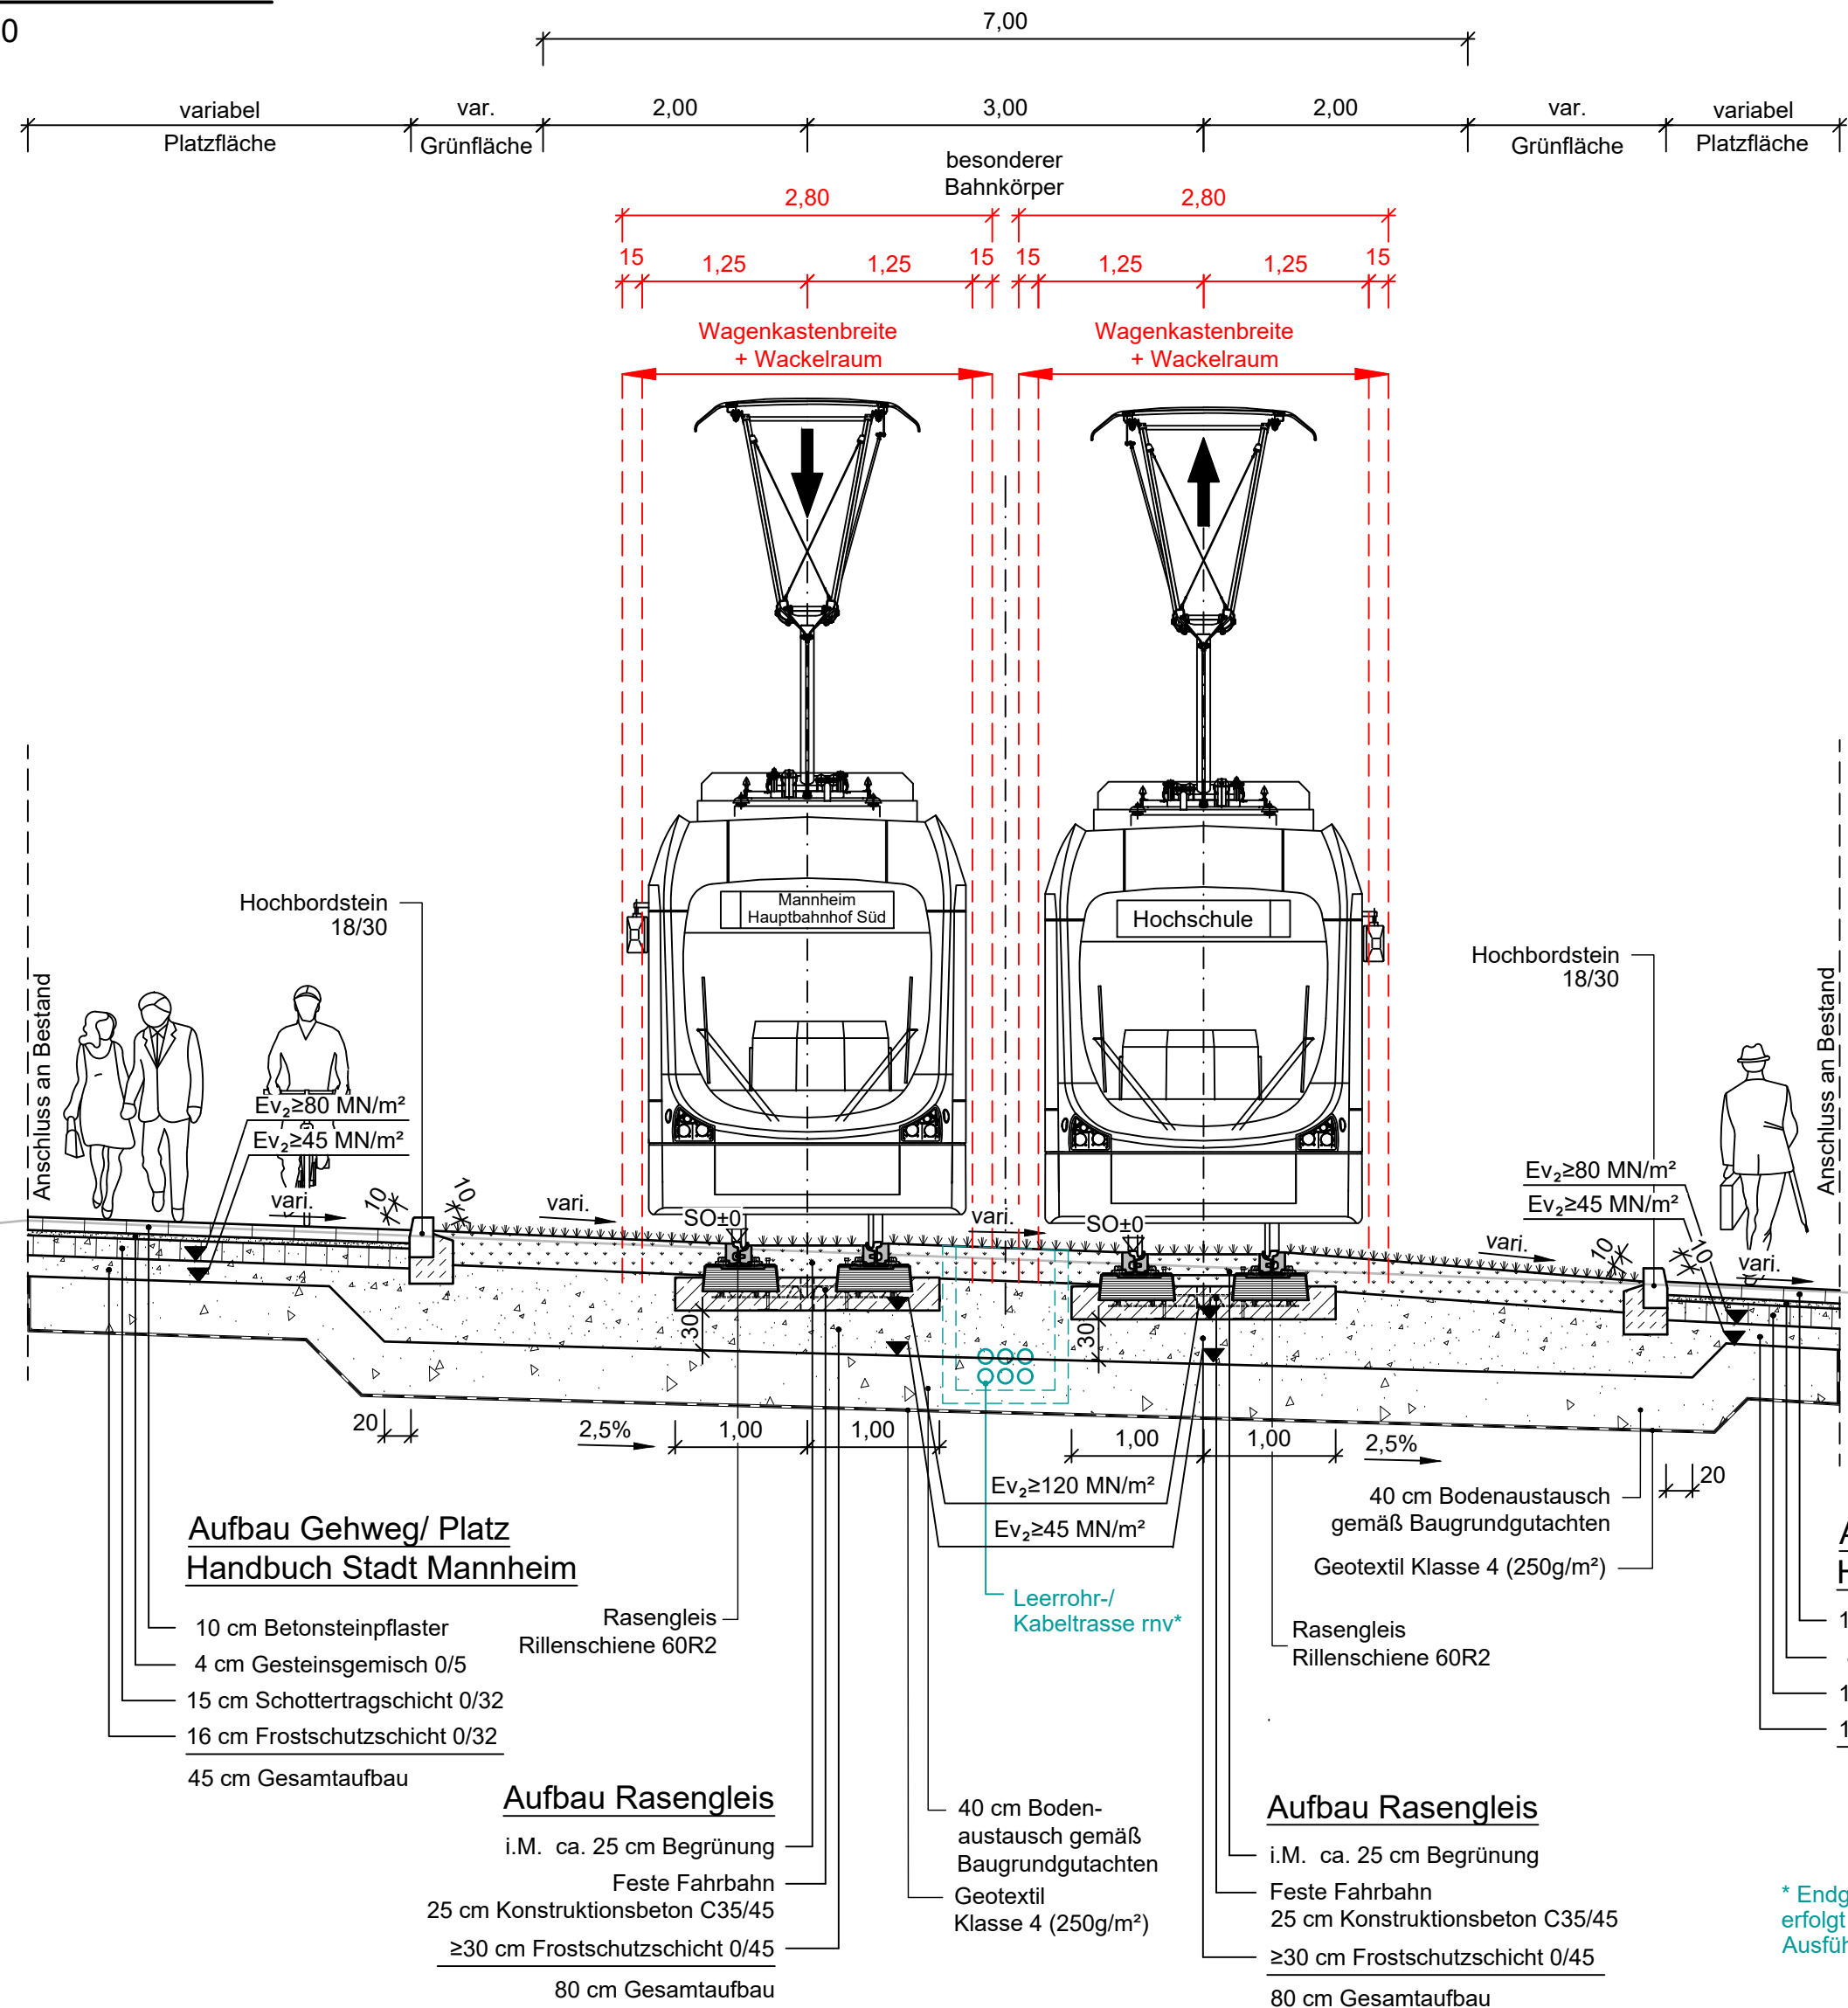 0
7,00
variabel
Platzfläche
var.
Grünfläche
2,00
3,00
2,00
var.
Grünfläche
variabel
Platzfläche
besonderer
Bahnkörper
2,80
2,80
15
1,25
1,25
15
15
1,25
1,25
15
Wagenkastenbreite
+ Wackelraum
Wagenkastenbreite
+ Wackelraum
Mannheim
Hauptbahnhof Süd
Hochschule
Hochbordstein
18/30
Hochbordstein
18/30
Anschluss an Bestand
Anschluss an Bestand
Ev₂≥80 MN/m²
Ev₂≥45 MN/m²
Ev₂≥80 MN/m²
Ev₂≥45 MN/m²
vari.
10
10
vari.
SO±0
vari.
SO±0
vari.
10
10
vari.
30
30
20
2,5%
1,00
1,00
1,00
1,00
2,5%
20
Ev₂≥120 MN/m²
Ev₂≥45 MN/m²
40 cm Bodenaustausch
gemäß Baugrundgutachten
Geotextil Klasse 4 (250g/m²)
Aufbau Gehweg/ Platz
Handbuch Stadt Mannheim
10 cm Betonsteinpflaster
4 cm Gesteinsgemisch 0/5
15 cm Schottertragschicht 0/32
16 cm Frostschutzschicht 0/32
45 cm Gesamtaufbau
Rasengleis
Rillenschiene 60R2
Leerrohr-/
Kabeltrasse rnv*
Rasengleis
Rillenschiene 60R2
H
1
1
1
Aufbau Rasengleis
i.M. ca. 25 cm Begrünung
Feste Fahrbahn
25 cm Konstruktionsbeton C35/45
≥30 cm Frostschutzschicht 0/45
80 cm Gesamtaufbau
40 cm Boden-
austausch gemäß
Baugrundgutachten
Geotextil
Klasse 4 (250g/m²)
Aufbau Rasengleis
i.M. ca. 25 cm Begrünung
Feste Fahrbahn
25 cm Konstruktionsbeton C35/45
≥30 cm Frostschutzschicht 0/45
80 cm Gesamtaufbau
* Endg
erfolgt
Ausfüh